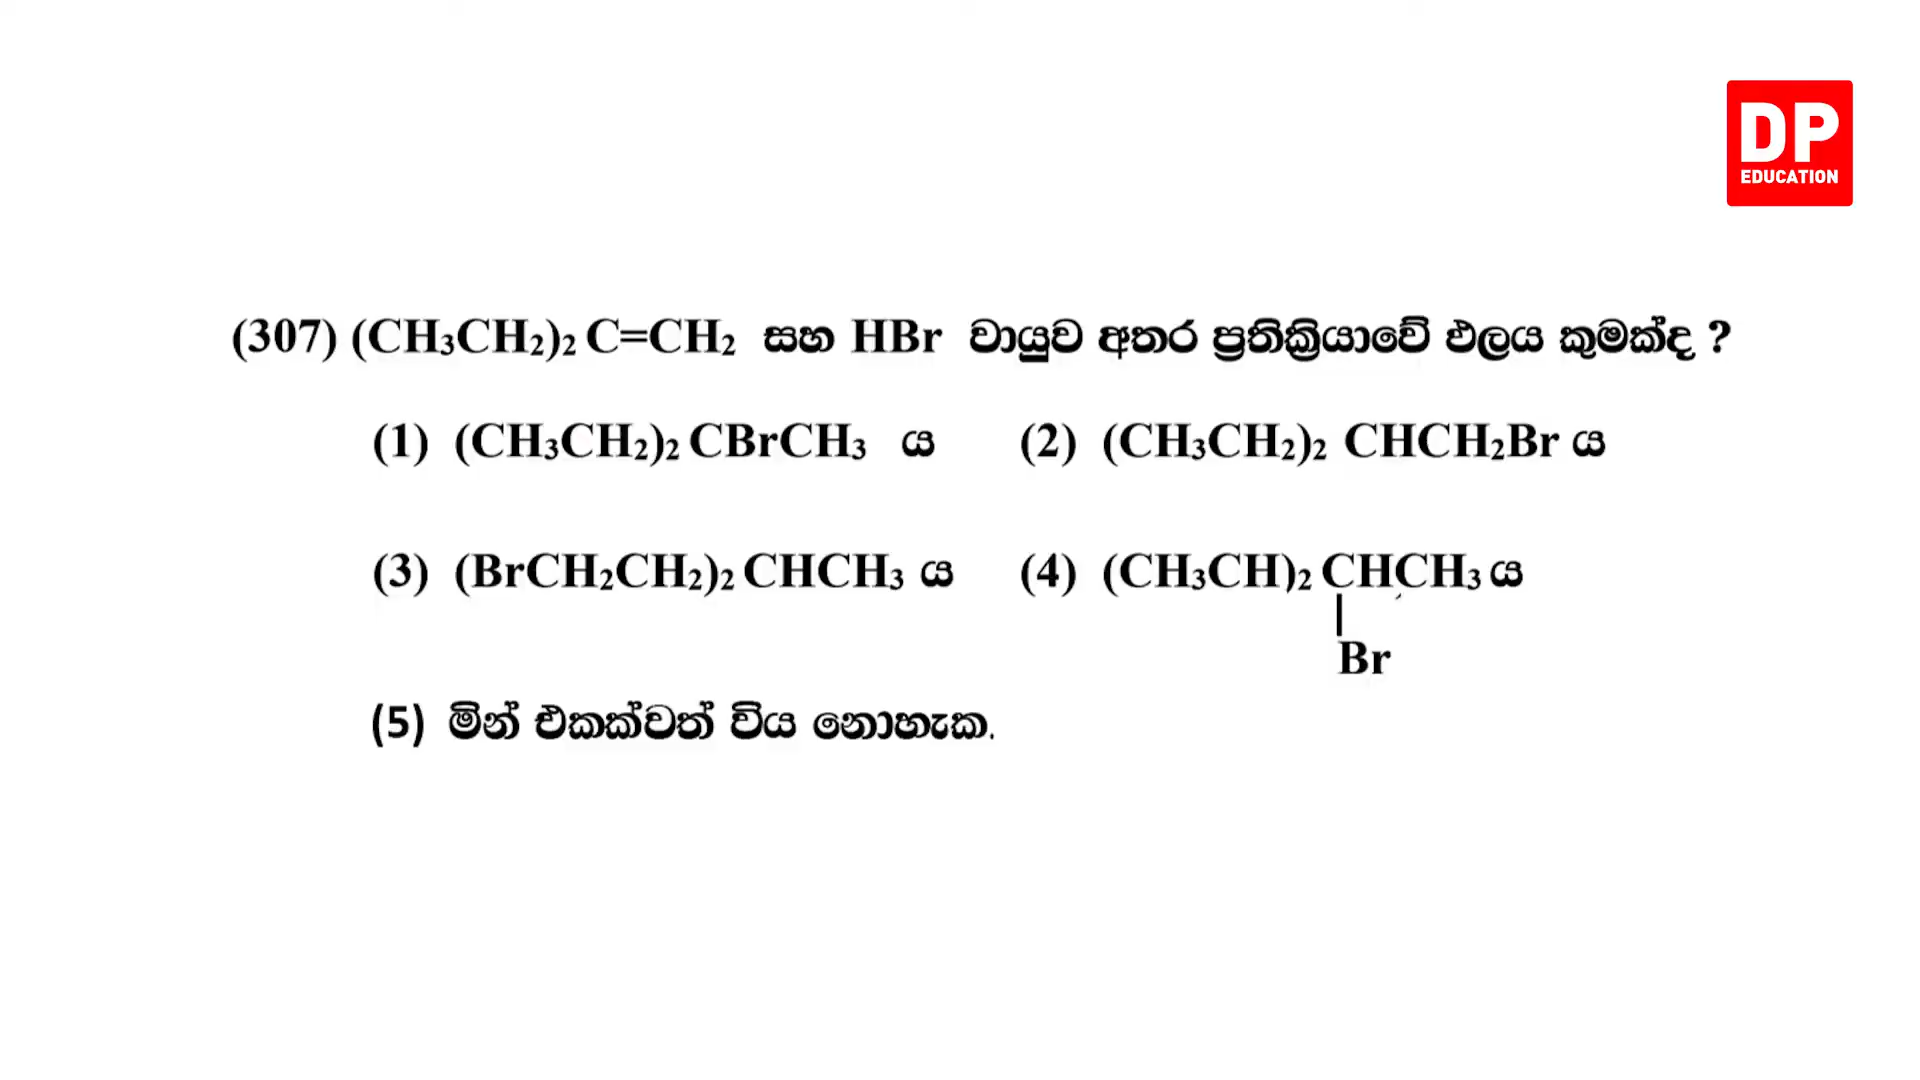 DP
EDUCATION
(307) (CH₃CH₂)₂ C=CH₂ සහ HBr වායුව අතර ප්‍රතික්‍රියාවේ ඵලය කුමක්ද ?
(1) (CH₃CH₂)₂ CBrCH₃ ය (2) (CH₃CH₂)₂ CHCH₂Br ය
(3) (BrCH₂CH₂)₂ CHCH₃ ය (4) (CH₃CH)₂ CHCH₃ ය
Br
(5) මින් එකක්වත් විය නොහැක.